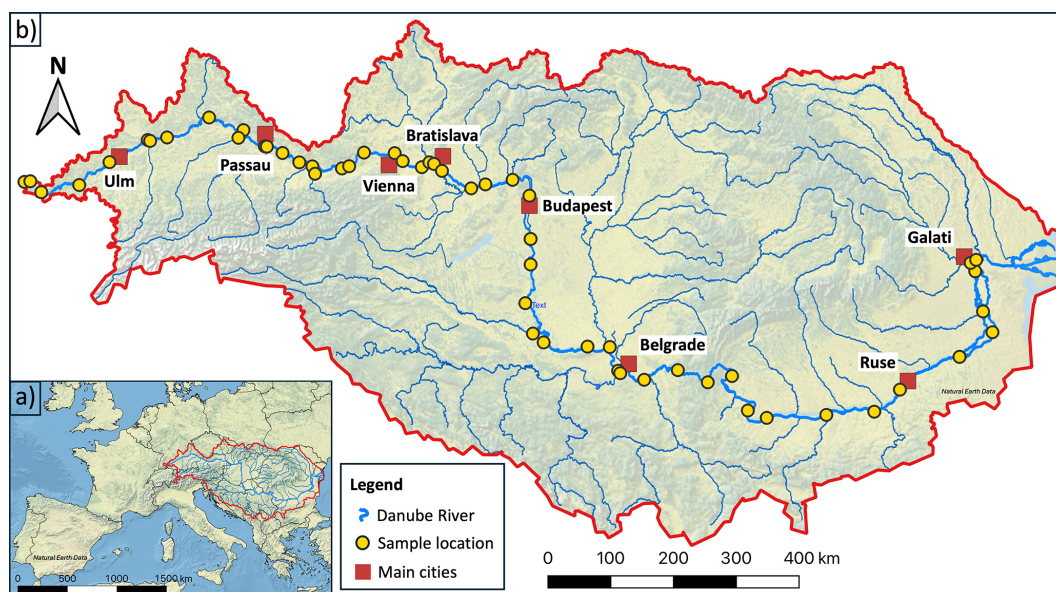 b)
N
Ulm
Passau
Vienna
Bratislava
Budapest
Text
Belgrade
Galati
Ruse
Natural Earth Data
a)
Natural Earth Data
0 500 1000 1500 km
Legend
Danube River
Sample location
Main cities
0 100 200 300 400 km